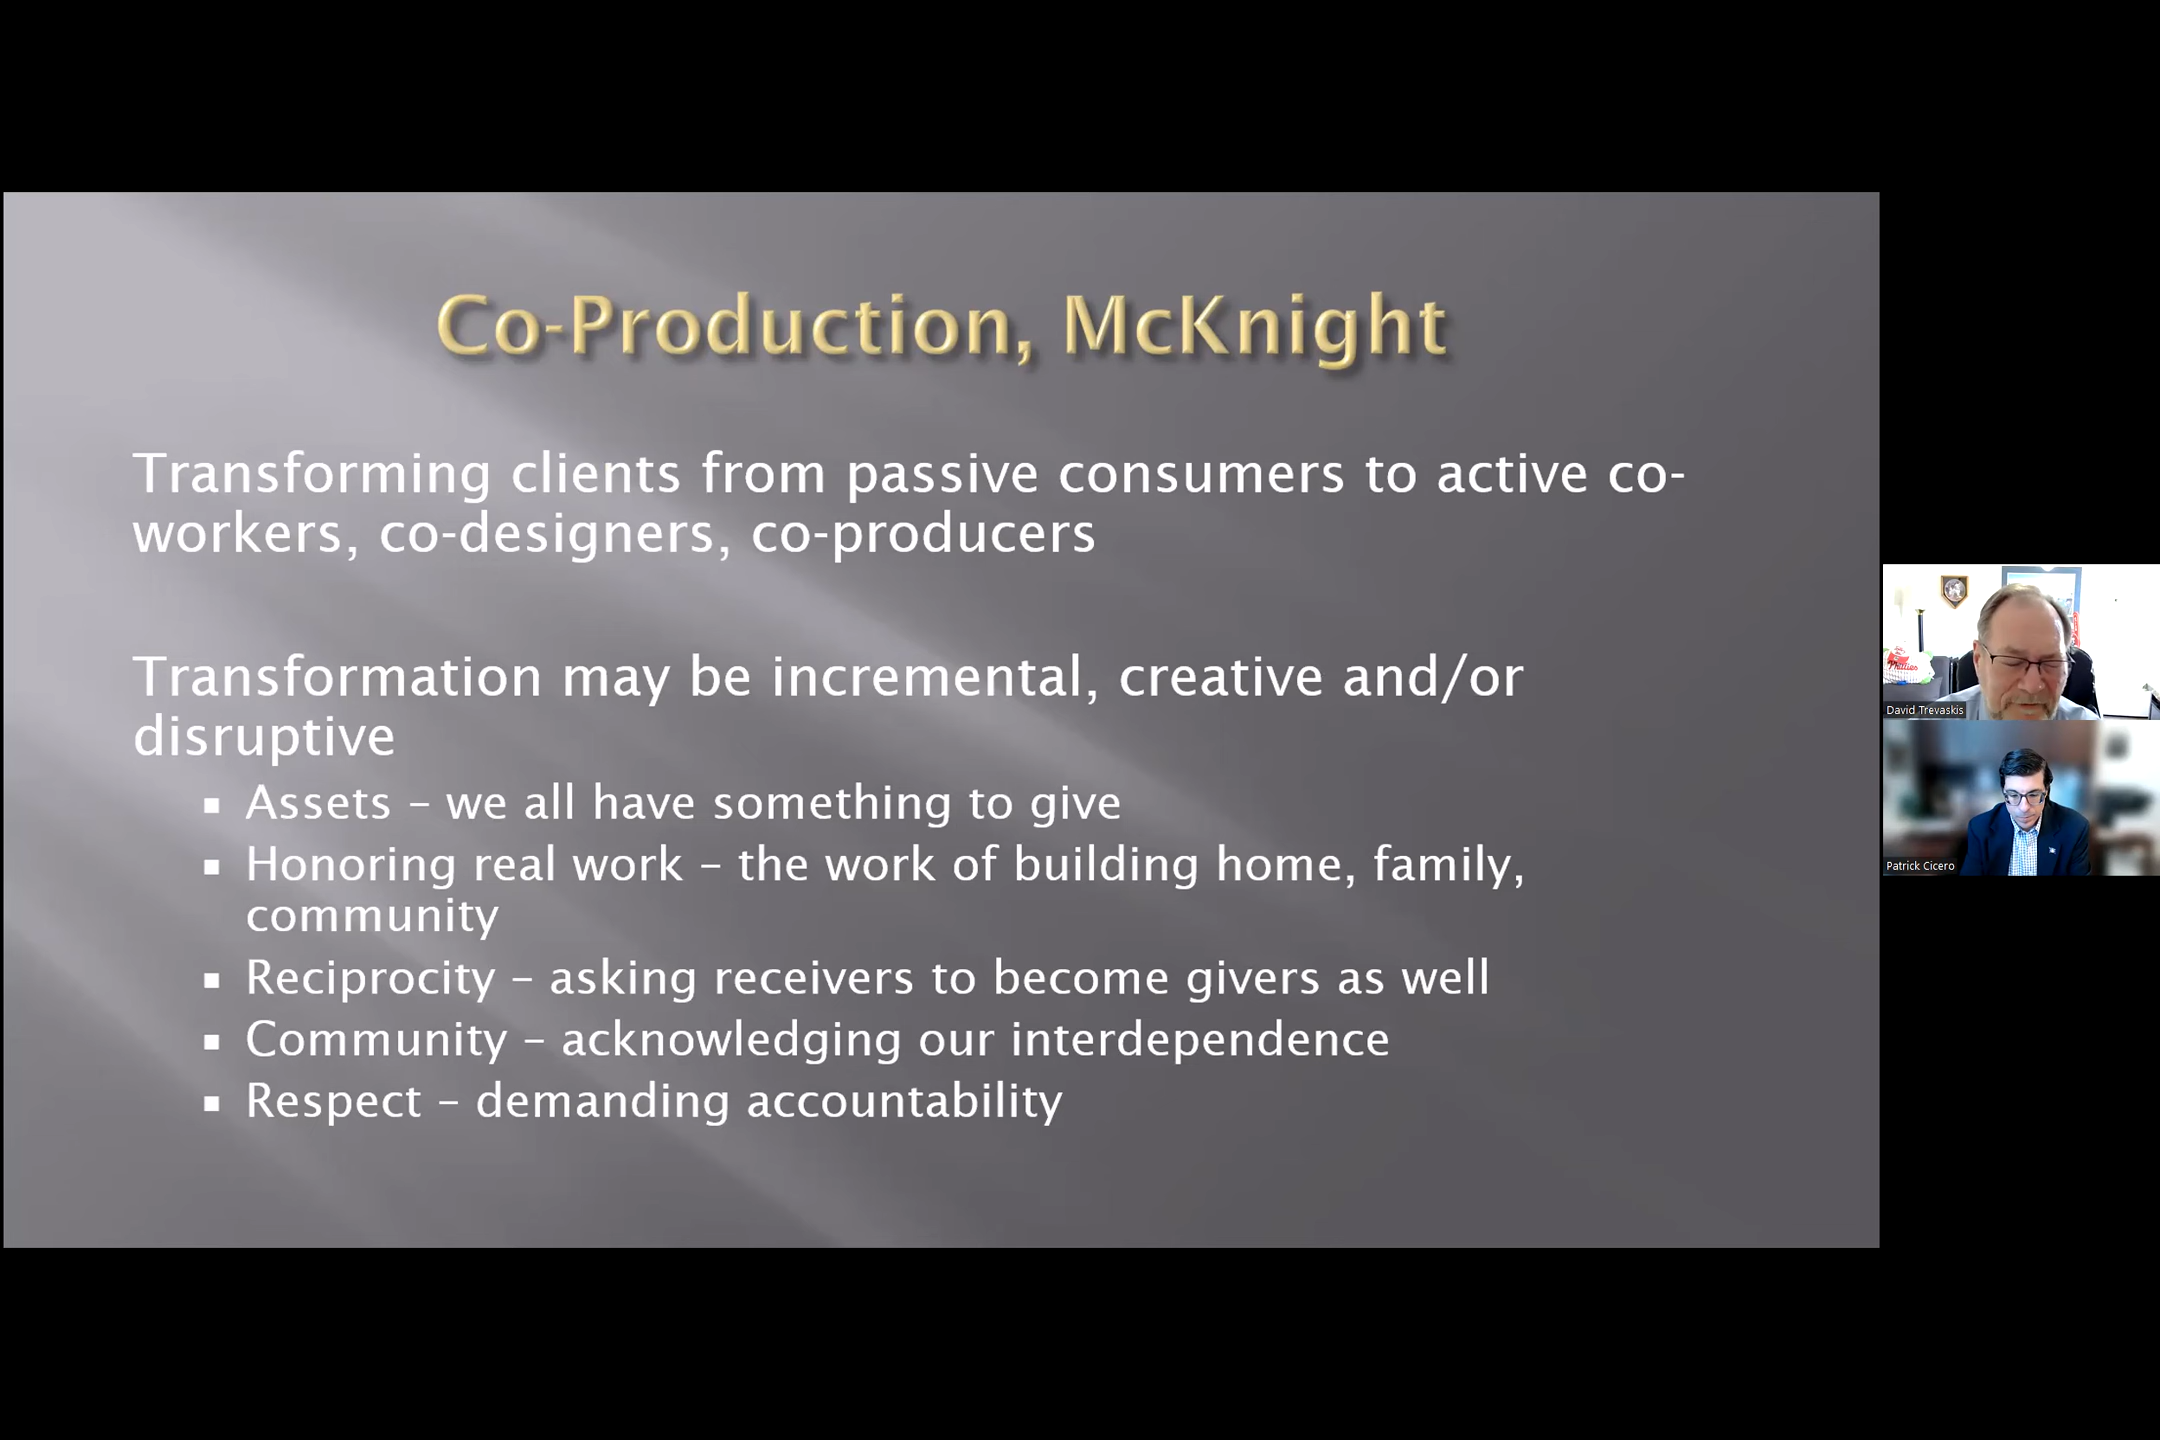 Co-Production, McKnight
Transforming clients from passive consumers to active co-
workers, co-designers, co-producers
Transformation may be incremental, creative and/or
disruptive
▪ Assets – we all have something to give
▪ Honoring real work – the work of building home, family,
community
▪ Reciprocity – asking receivers to become givers as well
▪ Community – acknowledging our interdependence
▪ Respect – demanding accountability
Phillies
David Trevaskis
Patrick Cicero